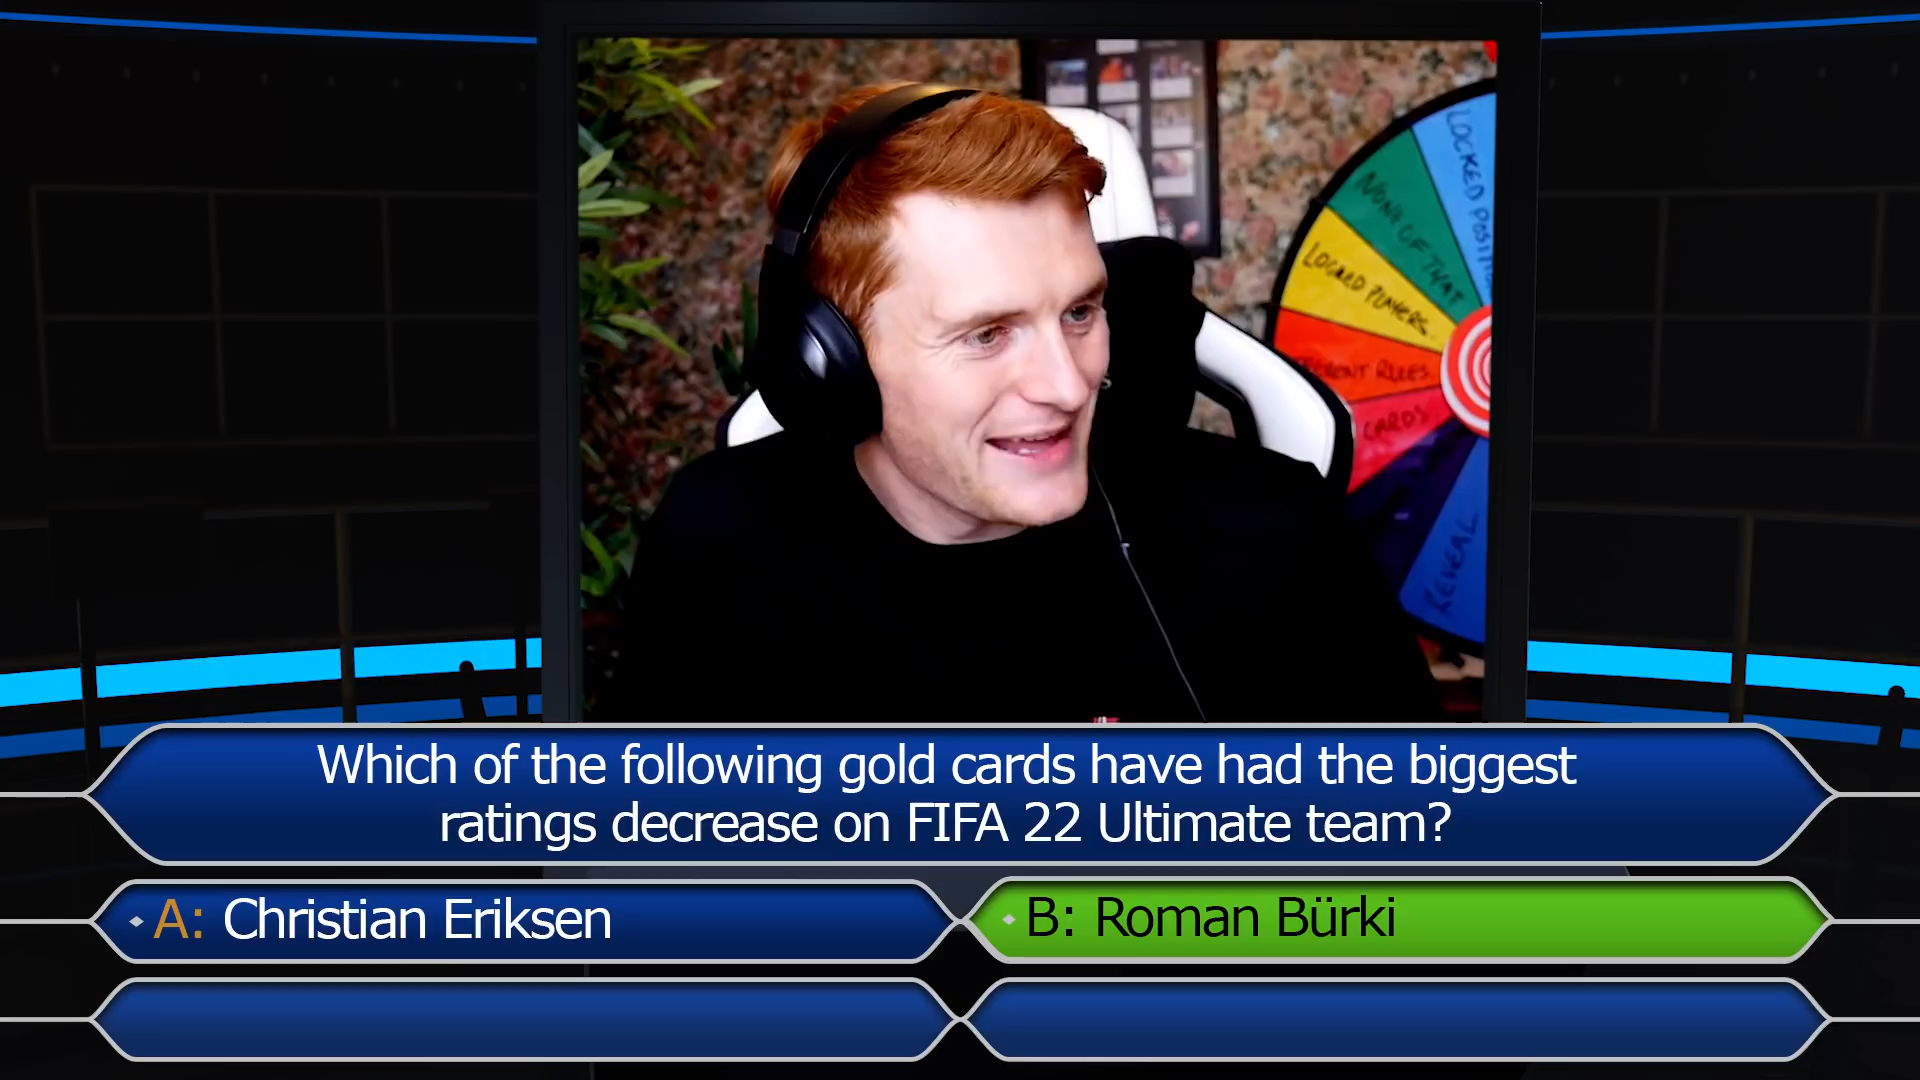 LOCKED
NONE OF THAT
LOCKED PLAYERS
RULES
CARDS
REVEAL
Which of the following gold cards have had the biggest
ratings decrease on FIFA 22 Ultimate team?
A: Christian Eriksen
B: Roman Bürki